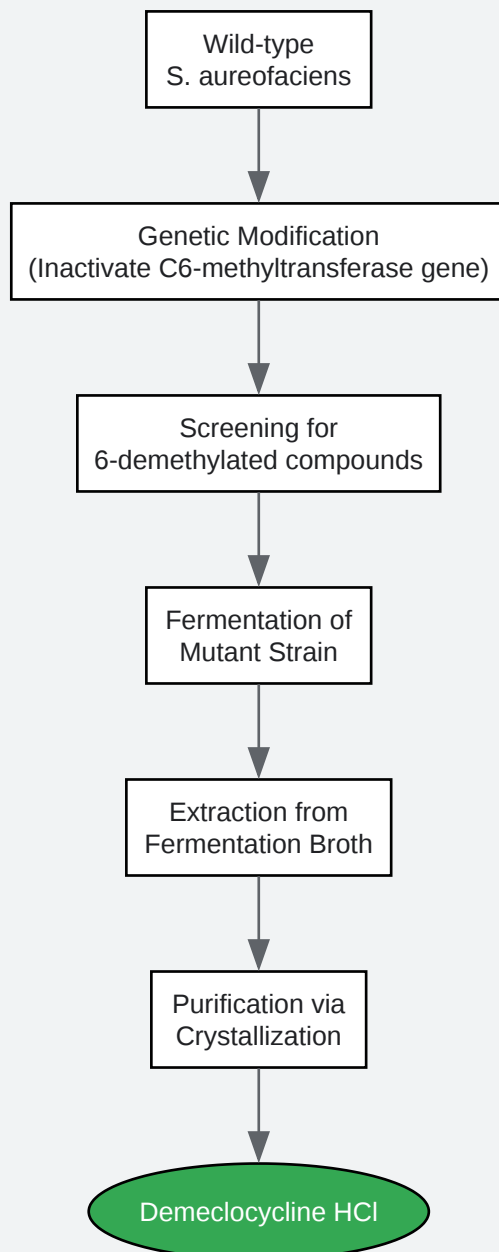 Wild-type
S. aureofaciens
Genetic Modification
(Inactivate C6-methyltransferase gene)
Screening for
6-demethylated compounds
Fermentation of
Mutant Strain
Extraction from
Fermentation Broth
Purification via
Crystallization
Demeclocycline HCl